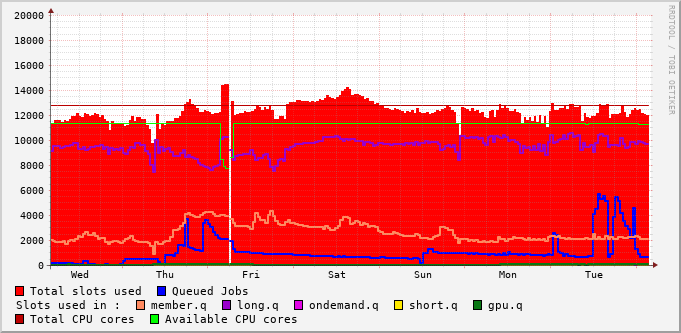 RRDTOOL / TOBI OETIKER
20000
18000
16000
14000
12000
10000
8000
6000
4000
2000
0
Wed Thu Fri Sat Sun Mon Tue
Total slots used Queued Jobs
Slots used in : member.q long.q ondemand.q short.q gpu.q
Total CPU cores Available CPU cores